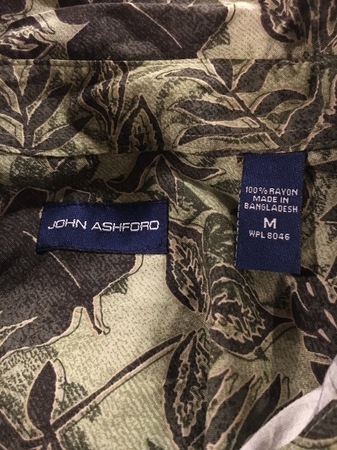 JOHN ASHFORD
100% RAYON
MADE IN
BANGLADESH
M
WPL 8046